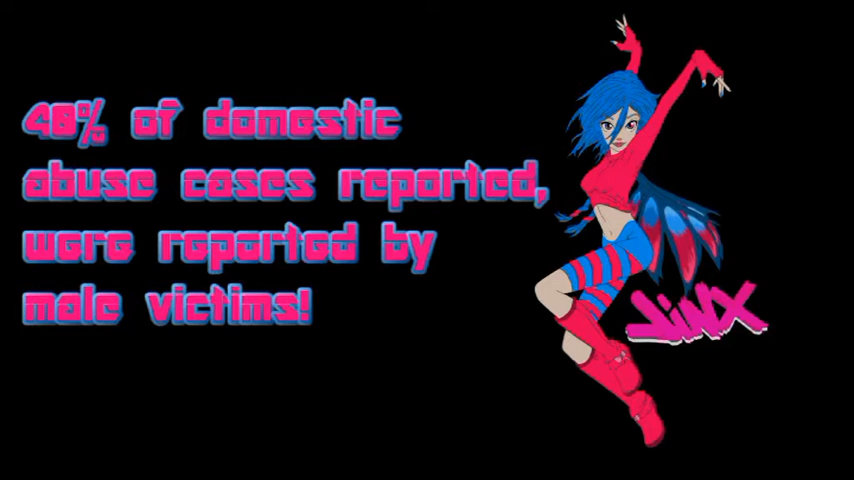 40% of domestic
abuse cases reported,
were reported by
male victims!
JiNX